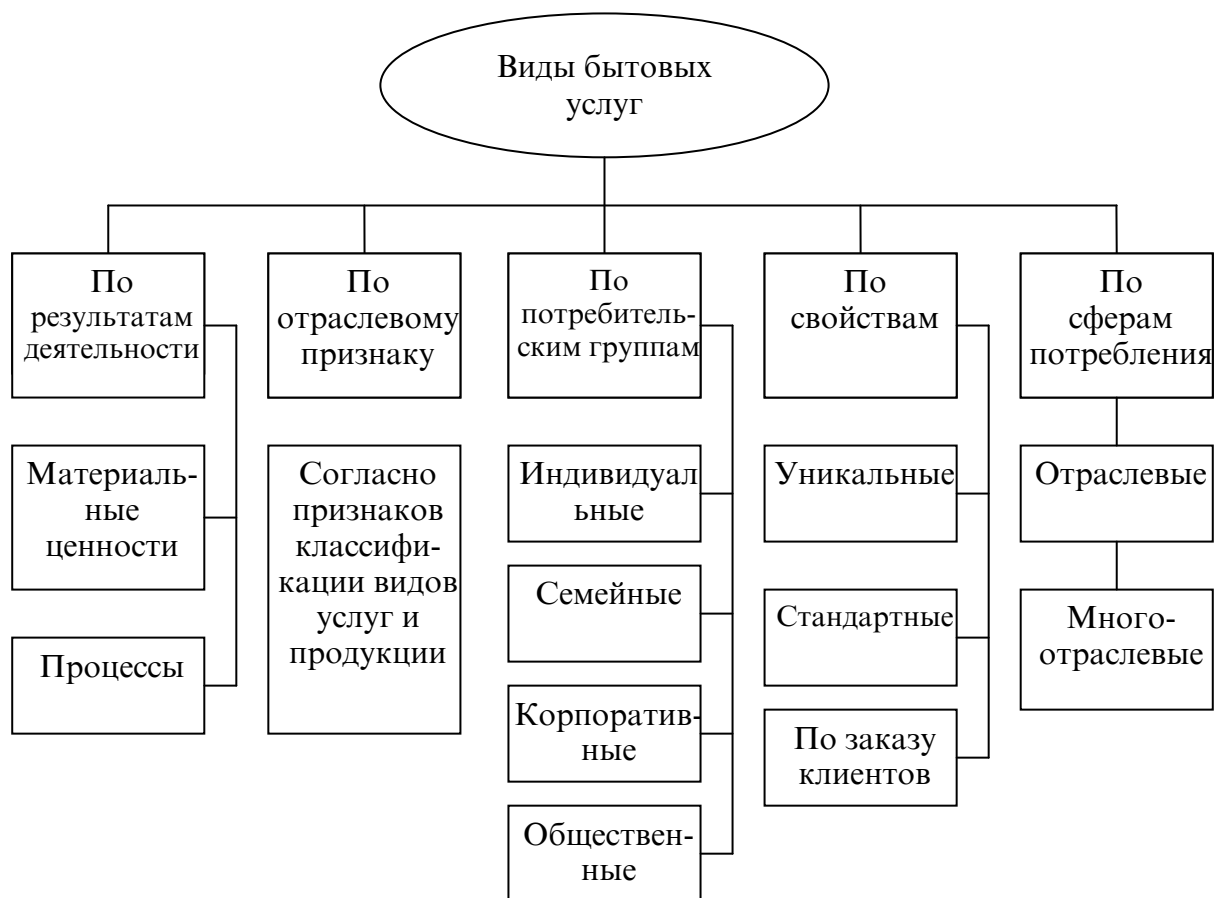 Виды бытовых
услуг
По
результатам
деятельности
По
отраслевому
признаку
По
потребитель-
ским группам
По
свойствам
По
сферам
потребления
Материаль-
ные
ценности
Процессы
Согласно
признаков
классифи-
кации видов
услуг и
продукции
Индивидуал
ьные
Семейные
Корпоратив-
ные
Обществен-
ные
Уникальные
Стандартные
По заказу
клиентов
Отраслевые
Много-
отраслевые